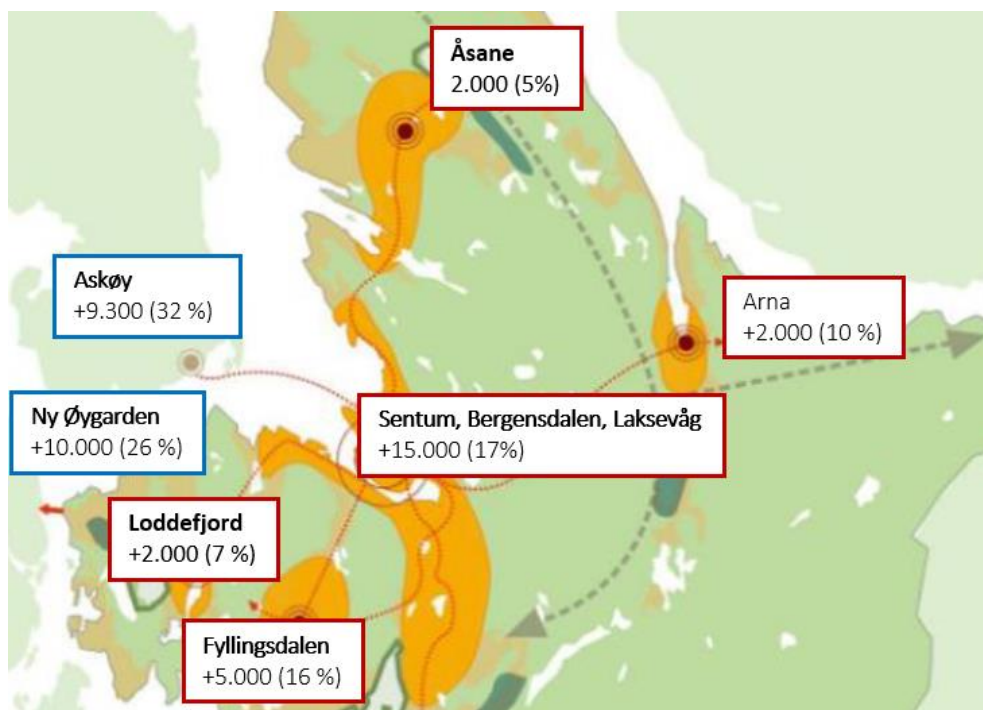 Åsane
2.000 (5%)
Askøy
+9.300 (32 %)
Arna
+2.000 (10 %)
Ny Øygarden
+10.000 (26 %)
Sentum, Bergensdalen, Laksevåg
+15.000 (17%)
Loddefjord
+2.000 (7 %)
Fyllingsdalen
+5.000 (16 %)